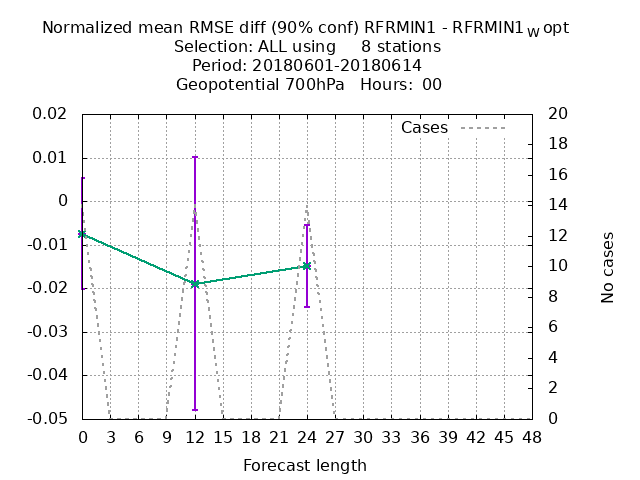 Normalized mean RMSE diff (90% conf) RFRMIN1 - RFRMIN1_W opt
Selection: ALL using     8 stations
Period: 20180601-20180614
Geopotential 700hPa   Hours:  00
Cases
0.02
0.01
0
-0.01
-0.02
-0.03
-0.04
-0.05
20
18
16
14
12
10
8
6
4
2
0
No cases
0 3 6 9 12 15 18 21 24 27 30 33 36 39 42 45 48
Forecast length